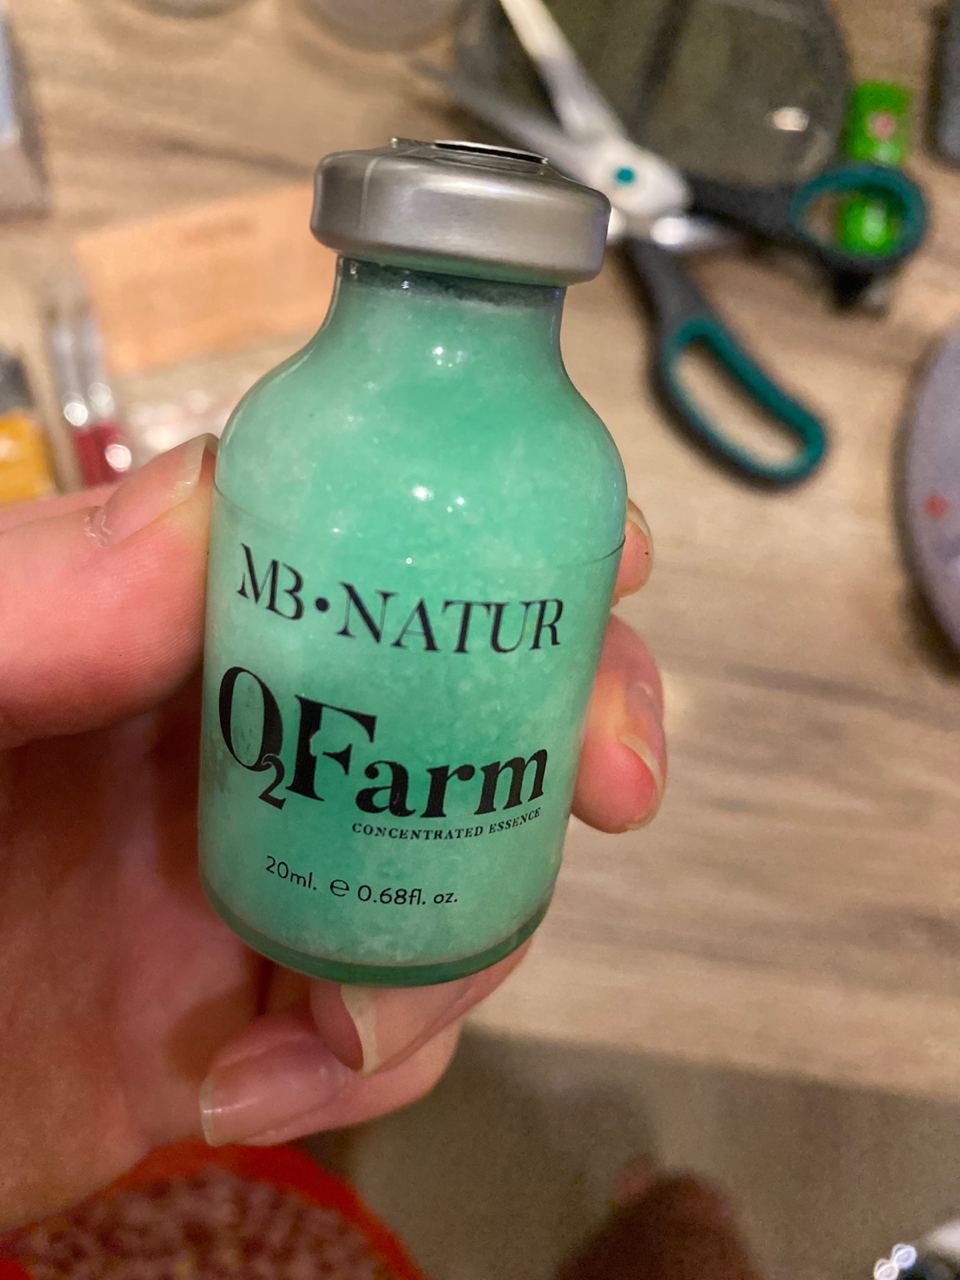 MB•NATUR
O₂Farm
CONCENTRATED ESSENCE
20ml. ℮ 0.68fl. oz.